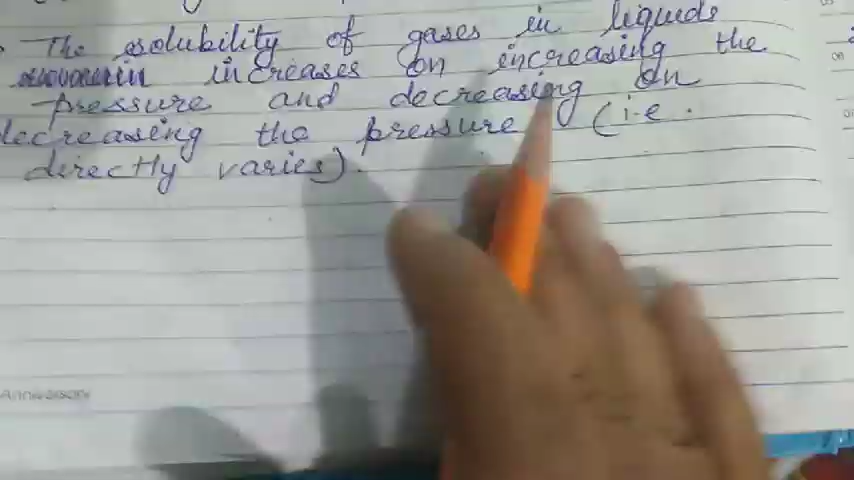 The solubility of gases in liquids
increases on increasing the
pressure and decreasing on
decreasing the pressure (i.e.
directly varies).
Anniversary